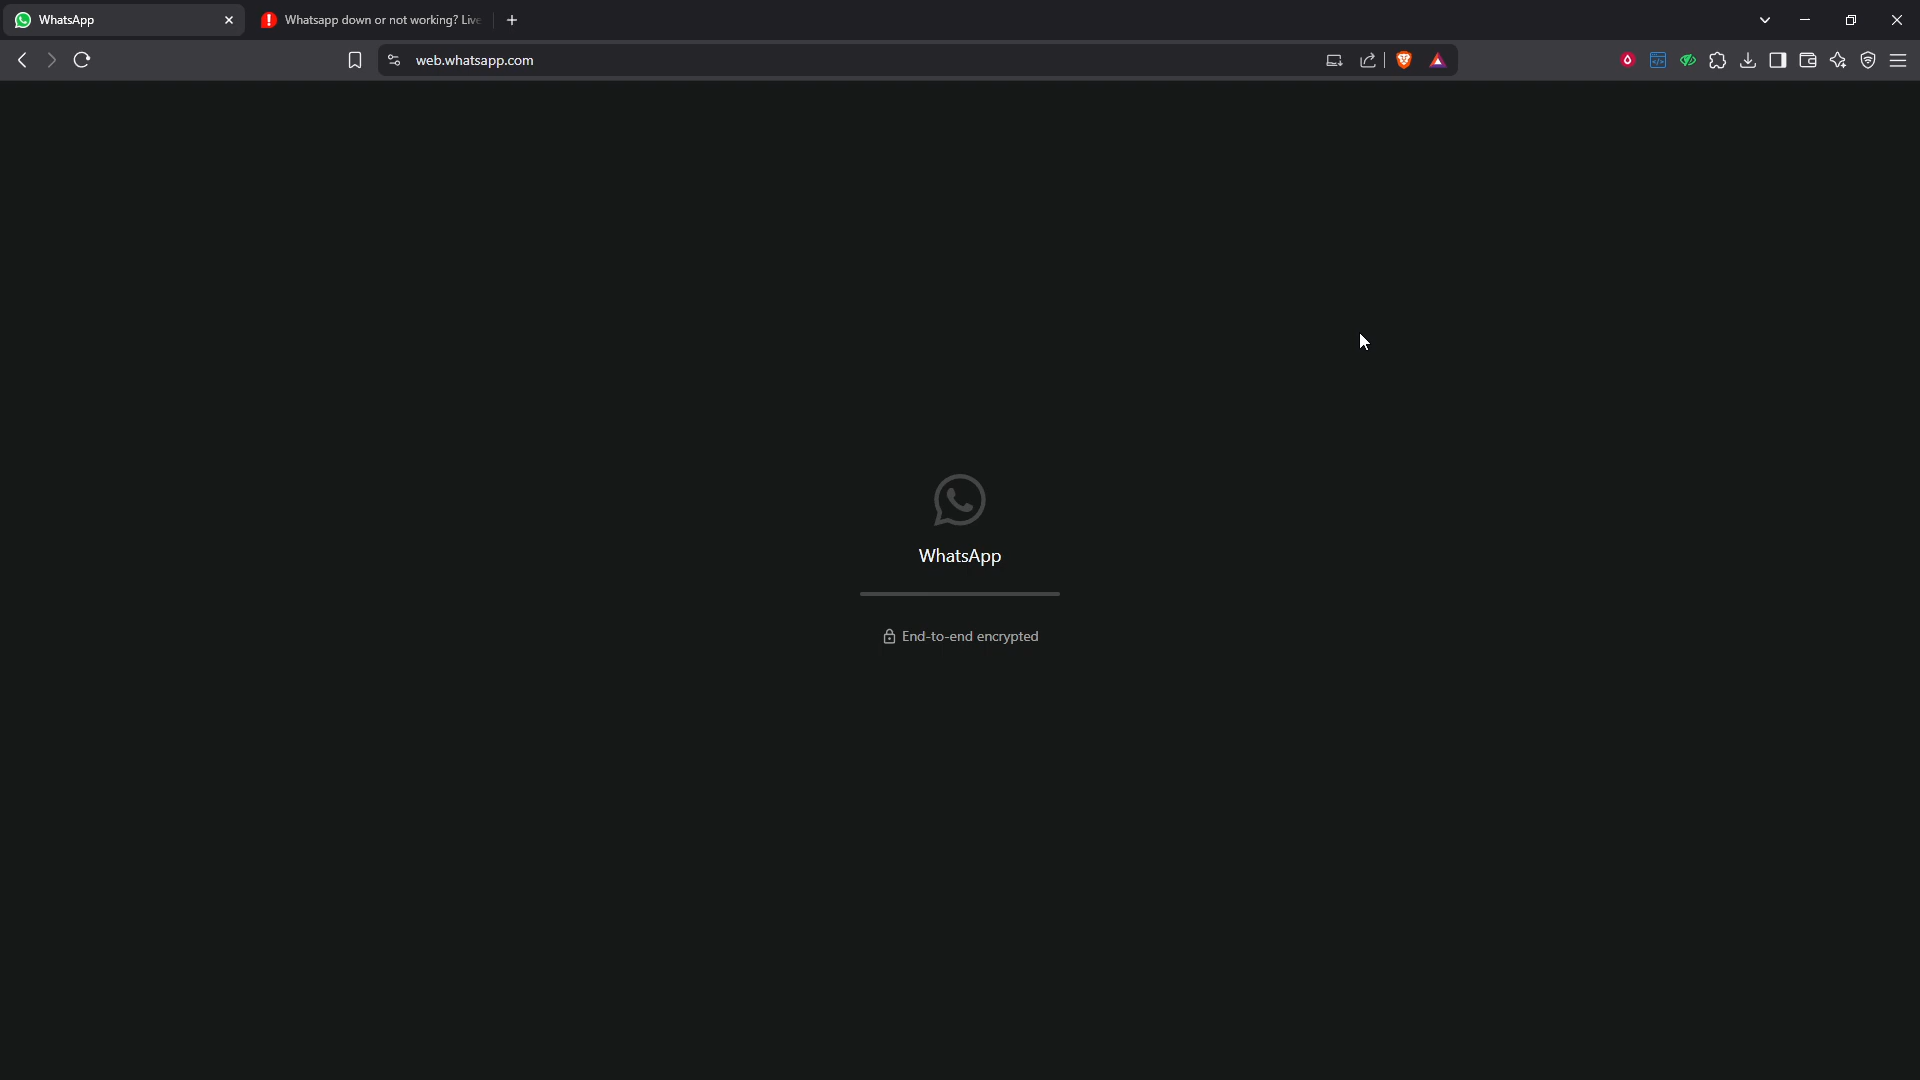 WhatsApp
Whatsapp down or not working? Live
web.whatsapp.com
WhatsApp
End-to-end encrypted